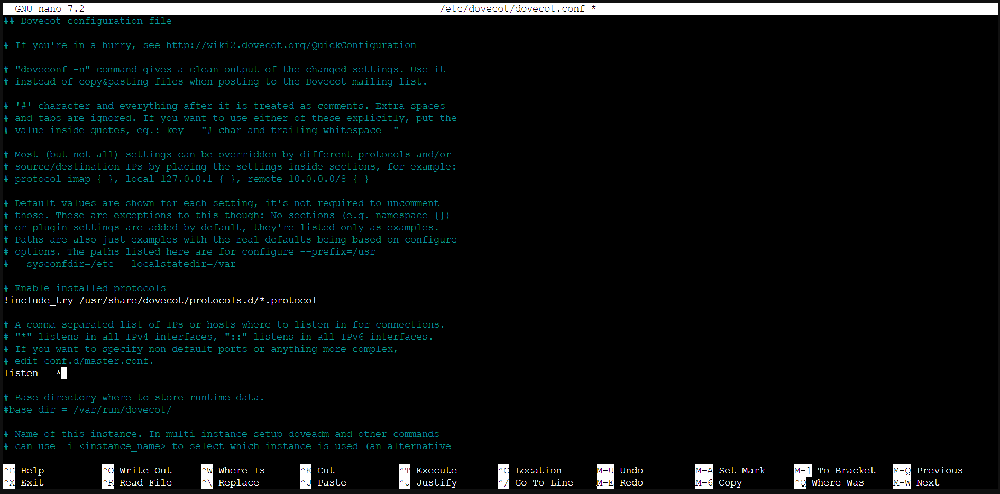 GNU nano 7.2 /etc/dovecot/dovecot.conf *
## Dovecot configuration file
# If you're in a hurry, see http://wiki2.dovecot.org/QuickConfiguration
# "doveconf -n" command gives a clean output of the changed settings. Use it
# instead of copy&pasting files when posting to the Dovecot mailing list.
# '#' character and everything after it is treated as comments. Extra spaces
# and tabs are ignored. If you want to use either of these explicitly, put the
# value inside quotes, eg.: key = "# char and trailing whitespace  "
# Most (but not all) settings can be overridden by different protocols and/or
# source/destination IPs by placing the settings inside sections, for example:
# protocol imap { }, local 127.0.0.1 { }, remote 10.0.0.0/8 { }
# Default values are shown for each setting, it's not required to uncomment
# those. These are exceptions to this though: No sections (e.g. namespace {})
# or plugin settings are added by default, they're listed only as examples.
# Paths are also just examples with the real defaults being based on configure
# options. The paths listed here are for configure --prefix=/usr
# --sysconfdir=/etc --localstatedir=/var
# Enable installed protocols
!include_try /usr/share/dovecot/protocols.d/*.protocol
# A comma separated list of IPs or hosts where to listen in for connections.
# "*" listens in all IPv4 interfaces, "::" listens in all IPv6 interfaces.
# If you want to specify non-default ports or anything more complex,
# edit conf.d/master.conf.
listen = *
# Base directory where to store runtime data.
#base_dir = /var/run/dovecot/
# Name of this instance. In multi-instance setup doveadm and other commands
# can use -i <instance_name> to select which instance is used (an alternative
^G Help ^O Write Out ^W Where Is ^K Cut ^T Execute ^C Location M-U Undo M-A Set Mark M-] To Bracket M-Q Previous
^X Exit ^R Read File ^\ Replace ^U Paste ^J Justify ^/ Go To Line M-E Redo M-6 Copy ^Q Where Was M-W Next